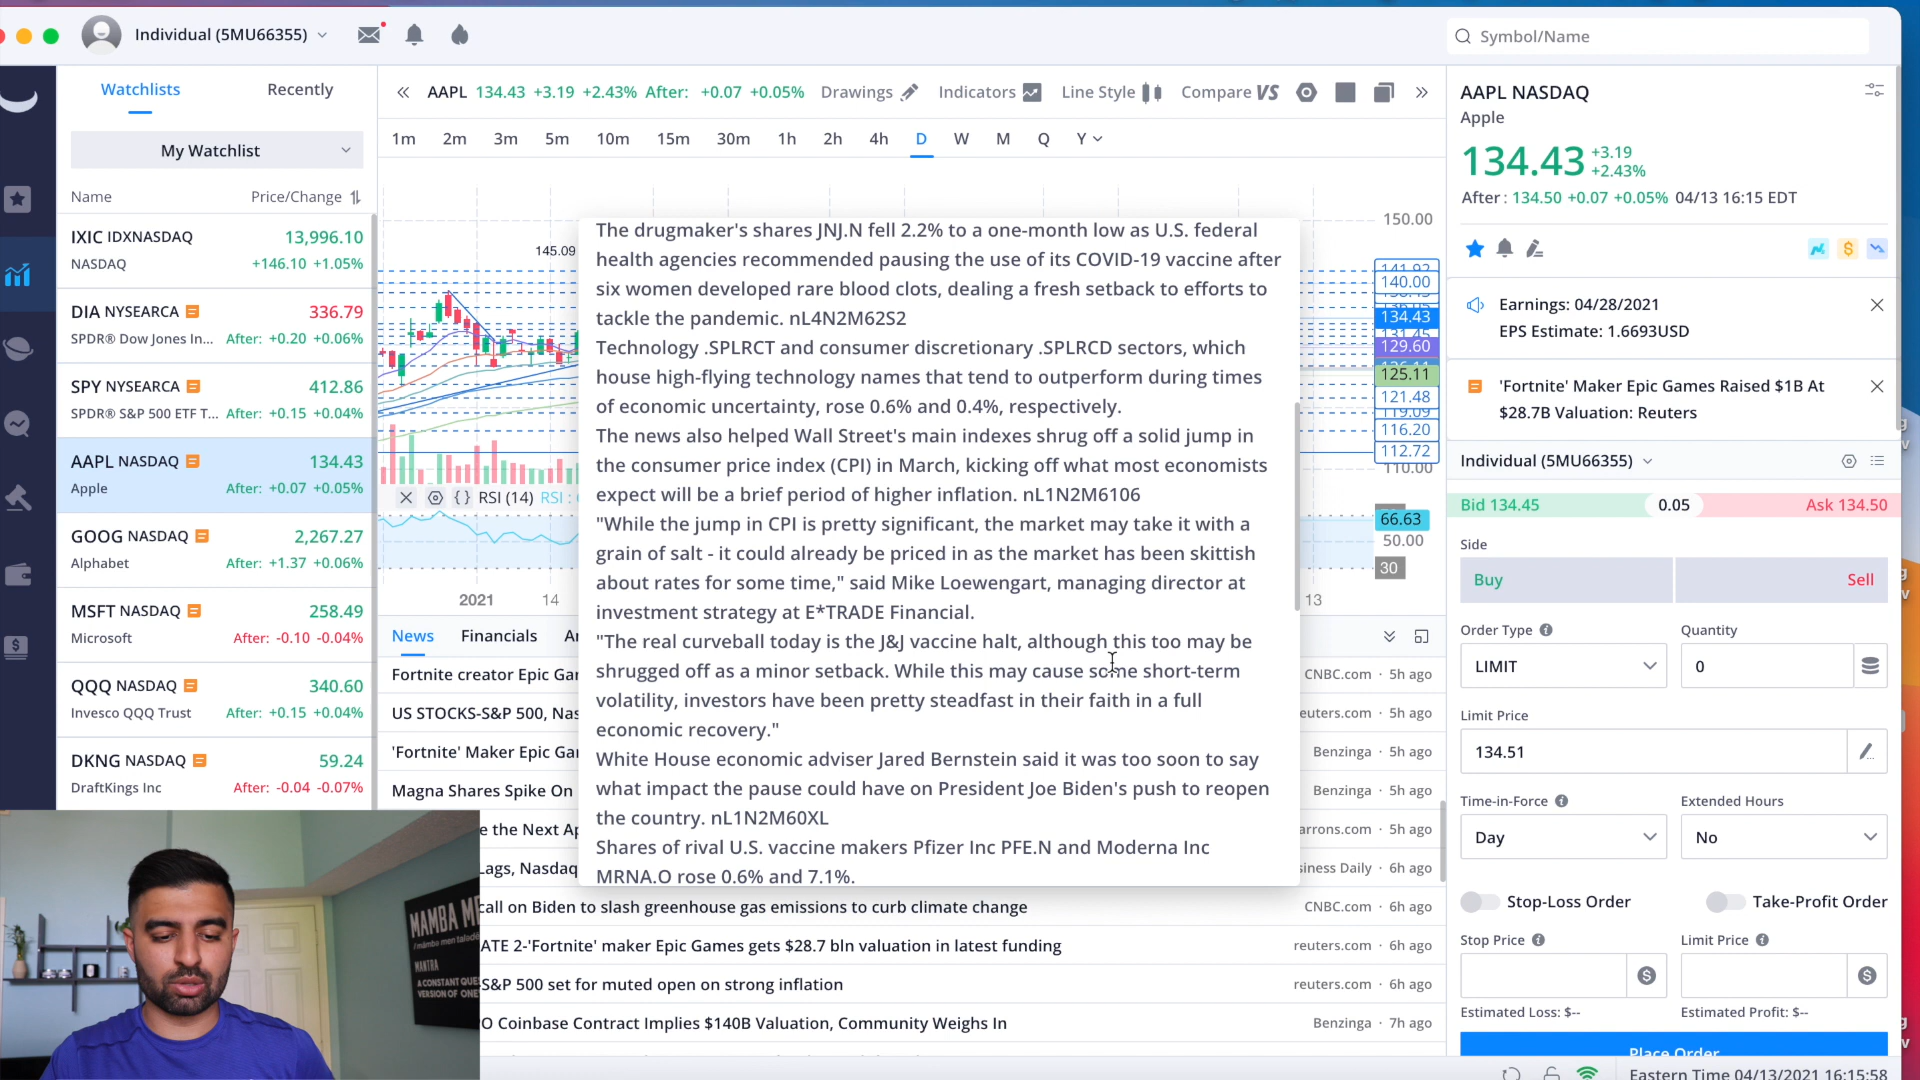 Individual (5MU66355)
Symbol/Name
Watchlists
Recently
My Watchlist
Name
Price/Change
IXIC IDXNASDAQ 13,996.10
NASDAQ +146.10 +1.05%
DIA NYSEARCA 336.79
SPDR® Dow Jones In... After: +0.20 +0.06%
SPY NYSEARCA 412.86
SPDR® S&P 500 ETF T... After: +0.15 +0.04%
AAPL NASDAQ 134.43
Apple After: +0.07 +0.05%
GOOG NASDAQ 2,267.27
Alphabet After: +1.37 +0.06%
MSFT NASDAQ 258.49
Microsoft After: -0.10 -0.04%
QQQ NASDAQ 340.60
Invesco QQQ Trust After: +0.15 +0.04%
DKNG NASDAQ 59.24
DraftKings Inc After: -0.04 -0.07%
AAPL 134.43 +3.19 +2.43% After: +0.07 +0.05% Drawings Indicators Line Style Compare VS
1m 2m 3m 5m 10m 15m 30m 1h 2h 4h D W M Q Y
150.00
145.09
141.92
140.00
134.43
129.60
125.11
121.48
119.09
116.20
112.72
110.00
RSI (14) RSI :
66.63
50.00
30
2021 14 13
The drugmaker's shares JNJ.N fell 2.2% to a one-month low as U.S. federal
health agencies recommended pausing the use of its COVID-19 vaccine after
six women developed rare blood clots, dealing a fresh setback to efforts to
tackle the pandemic. nL4N2M62S2
Technology .SPLRCT and consumer discretionary .SPLRCD sectors, which
house high-flying technology names that tend to outperform during times
of economic uncertainty, rose 0.6% and 0.4%, respectively.
The news also helped Wall Street's main indexes shrug off a solid jump in
the consumer price index (CPI) in March, kicking off what most economists
expect will be a brief period of higher inflation. nL1N2M6106
"While the jump in CPI is pretty significant, the market may take it with a
grain of salt - it could already be priced in as the market has been skittish
about rates for some time," said Mike Loewengart, managing director at
investment strategy at E*TRADE Financial.
"The real curveball today is the J&J vaccine halt, although this too may be
shrugged off as a minor setback. While this may cause some short-term
volatility, investors have been pretty steadfast in their faith in a full
economic recovery."
White House economic adviser Jared Bernstein said it was too soon to say
what impact the pause could have on President Joe Biden's push to reopen
the country. nL1N2M60XL
Shares of rival U.S. vaccine makers Pfizer Inc PFE.N and Moderna Inc
MRNA.O rose 0.6% and 7.1%.
News Financials
Fortnite creator Epic Gar CNBC.com · 5h ago
US STOCKS-S&P 500, Nas euters.com · 5h ago
'Fortnite' Maker Epic Gar Benzinga · 5h ago
Magna Shares Spike On Benzinga · 5h ago
e the Next Ap arrons.com · 5h ago
Lags, Nasdaq siness Daily · 6h ago
call on Biden to slash greenhouse gas emissions to curb climate change CNBC.com · 6h ago
ATE 2-'Fortnite' maker Epic Games gets $28.7 bln valuation in latest funding reuters.com · 6h ago
S&P 500 set for muted open on strong inflation reuters.com · 6h ago
O Coinbase Contract Implies $140B Valuation, Community Weighs In Benzinga · 7h ago
MAMBA
MANTRA
A CONSTANT
VERSION OF ONE
AAPL NASDAQ
Apple
134.43 +3.19
+2.43%
After : 134.50 +0.07 +0.05% 04/13 16:15 EDT
Earnings: 04/28/2021
EPS Estimate: 1.6693USD
'Fortnite' Maker Epic Games Raised $1B At
$28.7B Valuation: Reuters
Individual (5MU66355)
Bid 134.45 0.05 Ask 134.50
Side
Buy Sell
Order Type Quantity
LIMIT 0
Limit Price
134.51
Time-in-Force Extended Hours
Day No
Stop-Loss Order Take-Profit Order
Stop Price Limit Price
Estimated Loss: $-- Estimated Profit: $--
Place Order
Eastern Time 04/13/2021 16:15:58